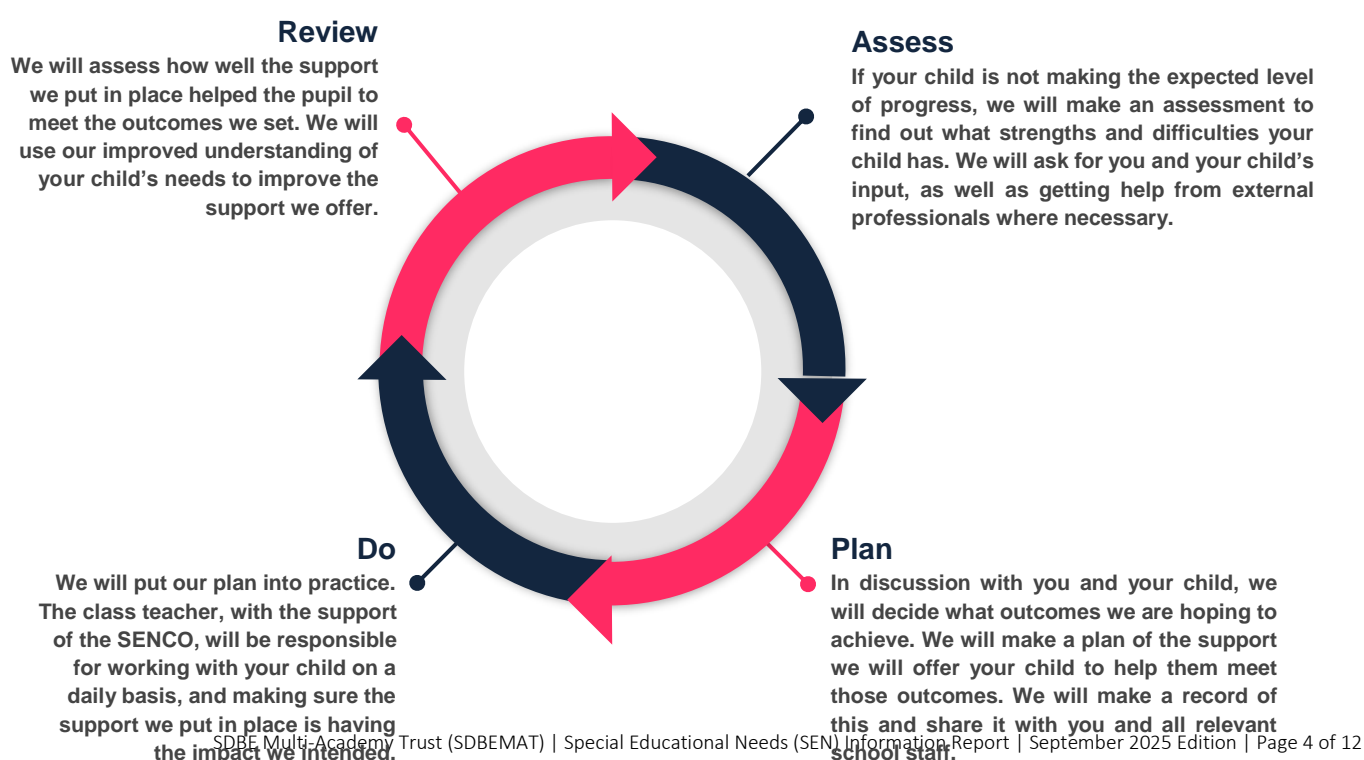 Review
We will assess how well the support
we put in place helped the pupil to
meet the outcomes we set. We will
use our improved understanding of
your child’s needs to improve the
support we offer.
Assess
If your child is not making the expected level
of progress, we will make an assessment to
find out what strengths and difficulties your
child has. We will ask for you and your child’s
input, as well as getting help from external
professionals where necessary.
Do
We will put our plan into practice.
The class teacher, with the support
of the SENCO, will be responsible
for working with your child on a
daily basis, and making sure the
support we put in place is having
the impact we intended.
Plan
In discussion with you and your child, we
will decide what outcomes we are hoping to
achieve. We will make a plan of the support
we will offer your child to help them meet
those outcomes. We will make a record of
this and share it with you and all relevant
school staff.
SDBE Multi-Academy Trust (SDBEMAT) | Special Educational Needs (SEN) Information Report | September 2025 Edition | Page 4 of 12